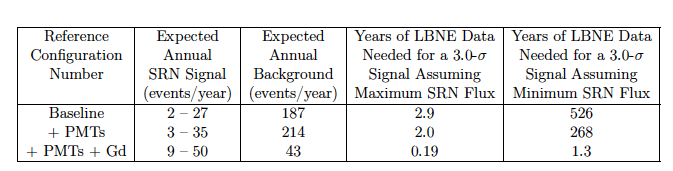 Reference Expected Expected Years of LBNE Data Years of LBNE Data
Configuration Annual Annual Needed for a 3.0-σ Needed for a 3.0-σ
Number SRN Signal Background Signal Assuming Signal Assuming
(events/year) (events/year) Maximum SRN Flux Minimum SRN Flux
Baseline 2 – 27 187 2.9 526
+ PMTs 3 – 35 214 2.0 268
+ PMTs + Gd 9 – 50 43 0.19 1.3